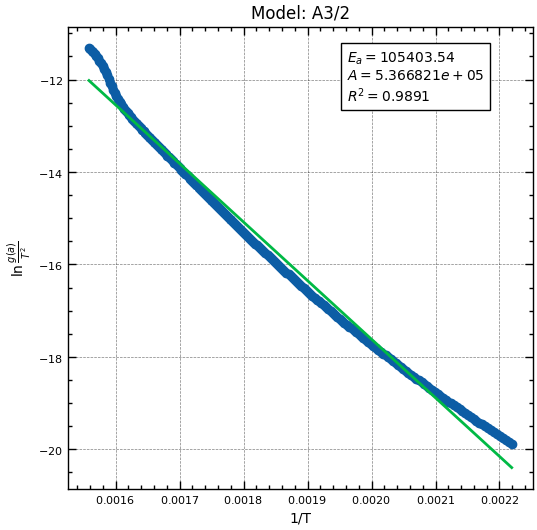 Model: A3/2
E_a = 105403.54
A = 5.366821e + 05
R² = 0.9891
−12
−14
−16
−18
−20
ln g(a)/T²
0.0016 0.0017 0.0018 0.0019 0.0020 0.0021 0.0022
1/T